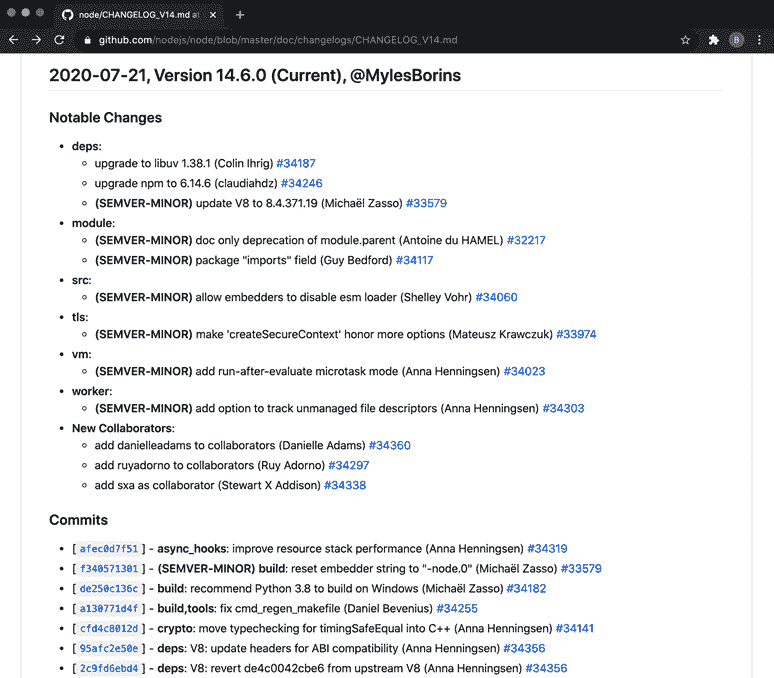 node/CHANGELOG_V14.md at
github.com/nodejs/node/blob/master/doc/changelogs/CHANGELOG_V14.md
B
2020-07-21, Version 14.6.0 (Current), @MylesBorins
Notable Changes
deps:
upgrade to libuv 1.38.1 (Colin Ihrig) #34187
upgrade npm to 6.14.6 (claudiahdz) #34246
(SEMVER-MINOR) update V8 to 8.4.371.19 (Michaël Zasso) #33579
module:
(SEMVER-MINOR) doc only deprecation of module.parent (Antoine du HAMEL) #32217
(SEMVER-MINOR) package "imports" field (Guy Bedford) #34117
src:
(SEMVER-MINOR) allow embedders to disable esm loader (Shelley Vohr) #34060
tls:
(SEMVER-MINOR) make 'createSecureContext' honor more options (Mateusz Krawczuk) #33974
vm:
(SEMVER-MINOR) add run-after-evaluate microtask mode (Anna Henningsen) #34023
worker:
(SEMVER-MINOR) add option to track unmanaged file descriptors (Anna Henningsen) #34303
New Collaborators:
add danielleadams to collaborators (Danielle Adams) #34360
add ruyadorno to collaborators (Ruy Adorno) #34297
add sxa as collaborator (Stewart X Addison) #34338
Commits
[afec0d7f51] - async_hooks: improve resource stack performance (Anna Henningsen) #34319
[f340571301] - (SEMVER-MINOR) build: reset embedder string to "-node.0" (Michaël Zasso) #33579
[de250c136c] - build: recommend Python 3.8 to build on Windows (Michaël Zasso) #34182
[a130771d4f] - build,tools: fix cmd_regen_makefile (Daniel Bevenius) #34255
[cfd4c8012d] - crypto: move typechecking for timingSafeEqual into C++ (Anna Henningsen) #34141
[95afc2e50e] - deps: V8: update headers for ABI compatibility (Anna Henningsen) #34356
[2c9fd6ebd4] - deps: V8: revert de4c0042cbe6 from upstream V8 (Anna Henningsen) #34356